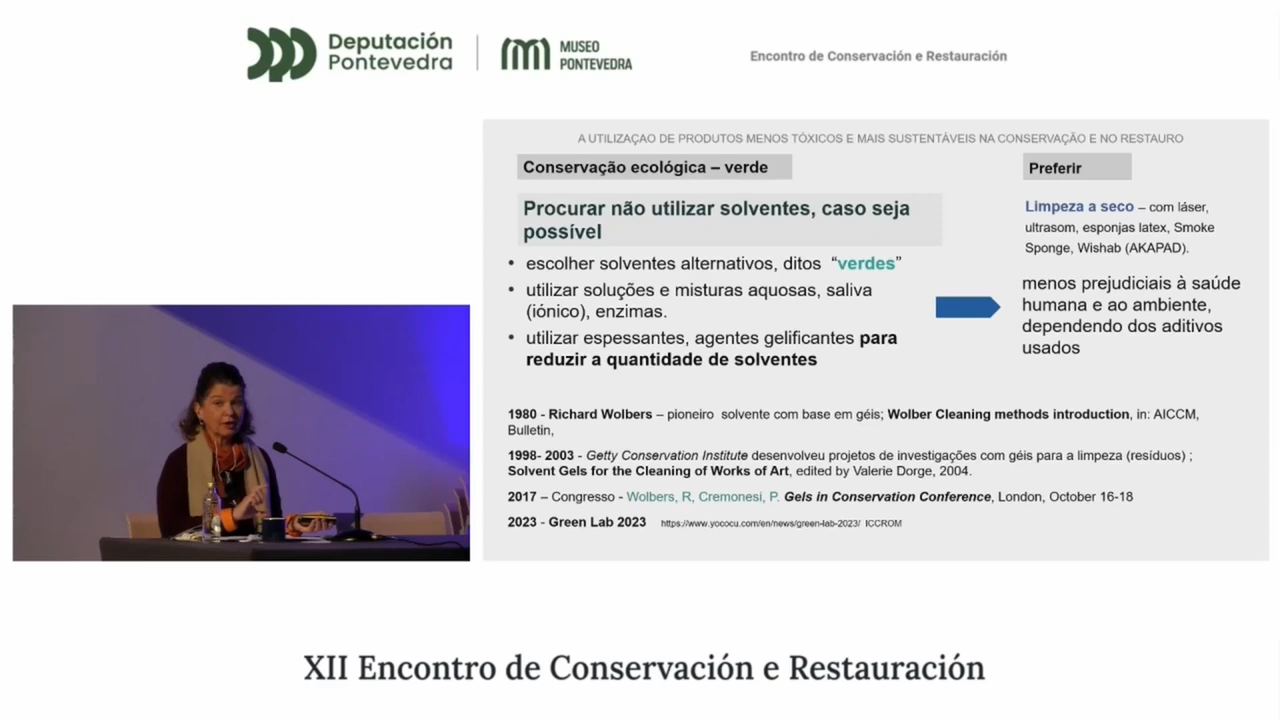 Deputación
Pontevedra
MUSEO
PONTEVEDRA
Encontro de Conservación e Restauración
A UTILIZAÇAO DE PRODUTOS MENOS TÓXICOS E MAIS SUSTENTÁVEIS NA CONSERVAÇÃO E NO RESTAURO
Conservação ecológica – verde
Procurar não utilizar solventes, caso seja
possível
• escolher solventes alternativos, ditos “verdes”
• utilizar soluções e misturas aquosas, saliva
(iónico), enzimas.
• utilizar espessantes, agentes gelificantes para
reduzir a quantidade de solventes
Preferir
Limpeza a seco – com láser,
ultrasom, esponjas latex, Smoke
Sponge, Wishab (AKAPAD).
menos prejudiciais à saúde
humana e ao ambiente,
dependendo dos aditivos
usados
1980 - Richard Wolbers – pioneiro solvente com base em géis; Wolber Cleaning methods introduction, in: AICCM,
Bulletin,
1998- 2003 - Getty Conservation Institute desenvolveu projetos de investigações com géis para a limpeza (resíduos) ;
Solvent Gels for the Cleaning of Works of Art, edited by Valerie Dorge, 2004.
2017 – Congresso - Wolbers, R, Cremonesi, P. Gels in Conservation Conference, London, October 16-18
2023 - Green Lab 2023 https://www.yococu.com/en/news/green-lab-2023/ ICCROM
XII Encontro de Conservación e Restauración